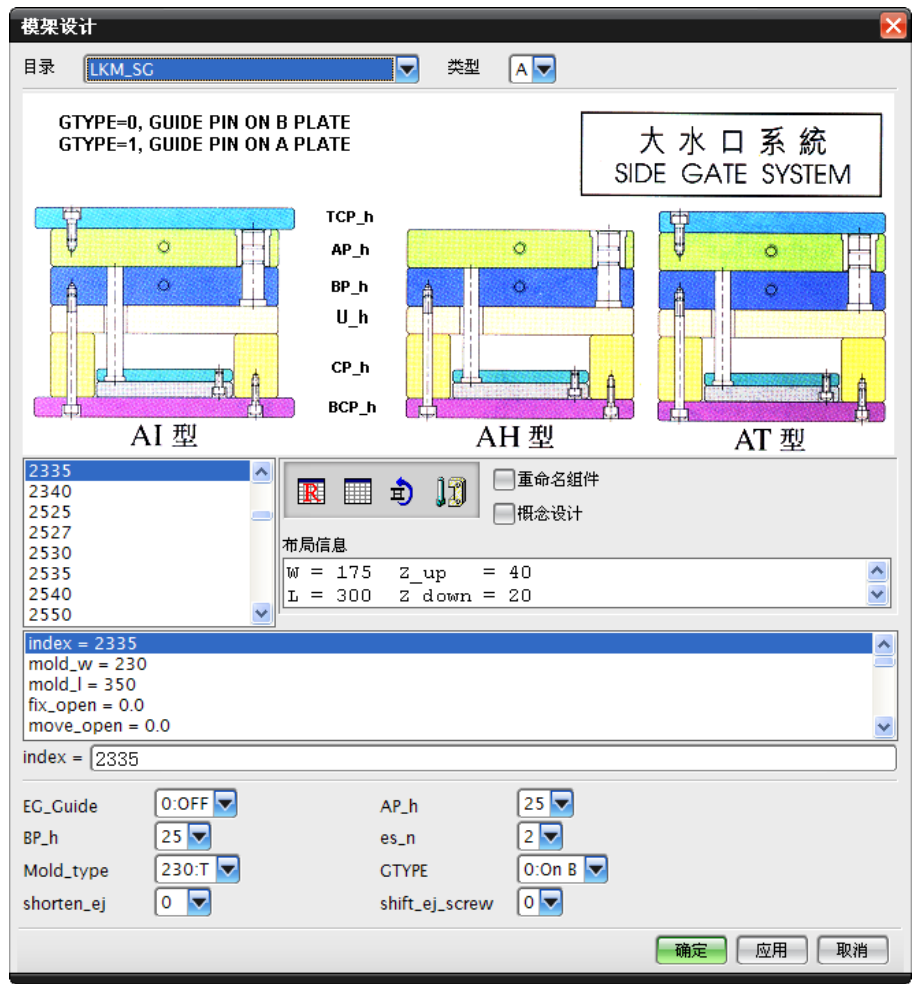 模架设计
目录 LKM_SG 类型 A
GTYPE=0, GUIDE PIN ON B PLATE
GTYPE=1, GUIDE PIN ON A PLATE
大水口系統
SIDE GATE SYSTEM
TCP_h
AP_h
BP_h
U_h
CP_h
BCP_h
AI 型 AH 型 AT 型
2335
2340
2525
2527
2530
2535
2540
2550
R
重命名组件
概念设计
布局信息
W = 175 Z_up = 40
L = 300 Z down = 20
index = 2335
mold_w = 230
mold_l = 350
fix_open = 0.0
move_open = 0.0
index = 2335
EG_Guide 0:OFF AP_h 25
BP_h 25 es_n 2
Mold_type 230:T GTYPE 0:On B
shorten_ej 0 shift_ej_screw 0
确定 应用 取消